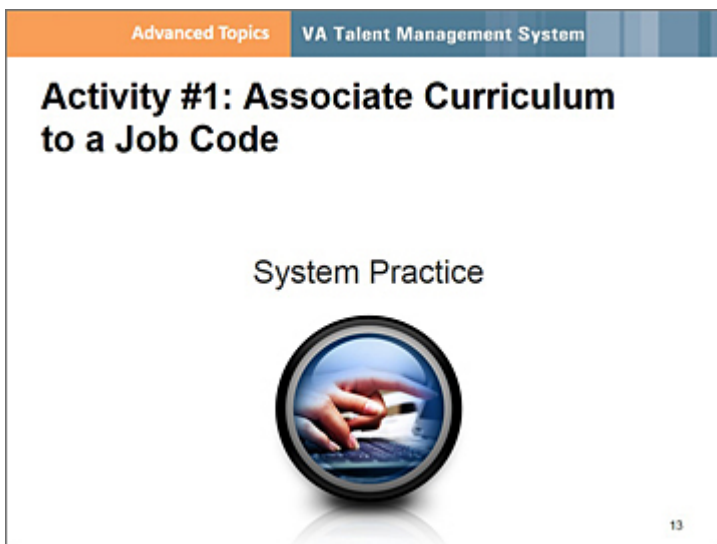 Advanced Topics VA Talent Management System
Activity #1: Associate Curriculum
to a Job Code
System Practice
13